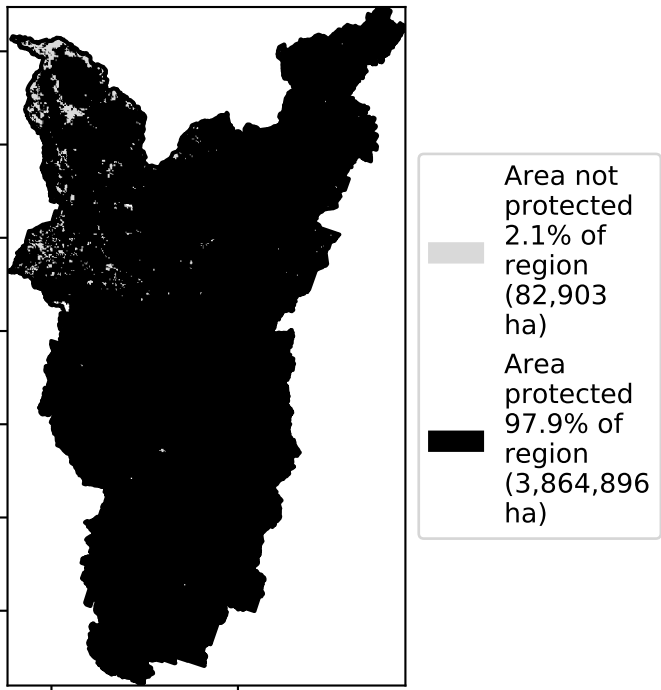 Area not
protected
2.1% of
region
(82,903
ha)
Area
protected
97.9% of
region
(3,864,896
ha)